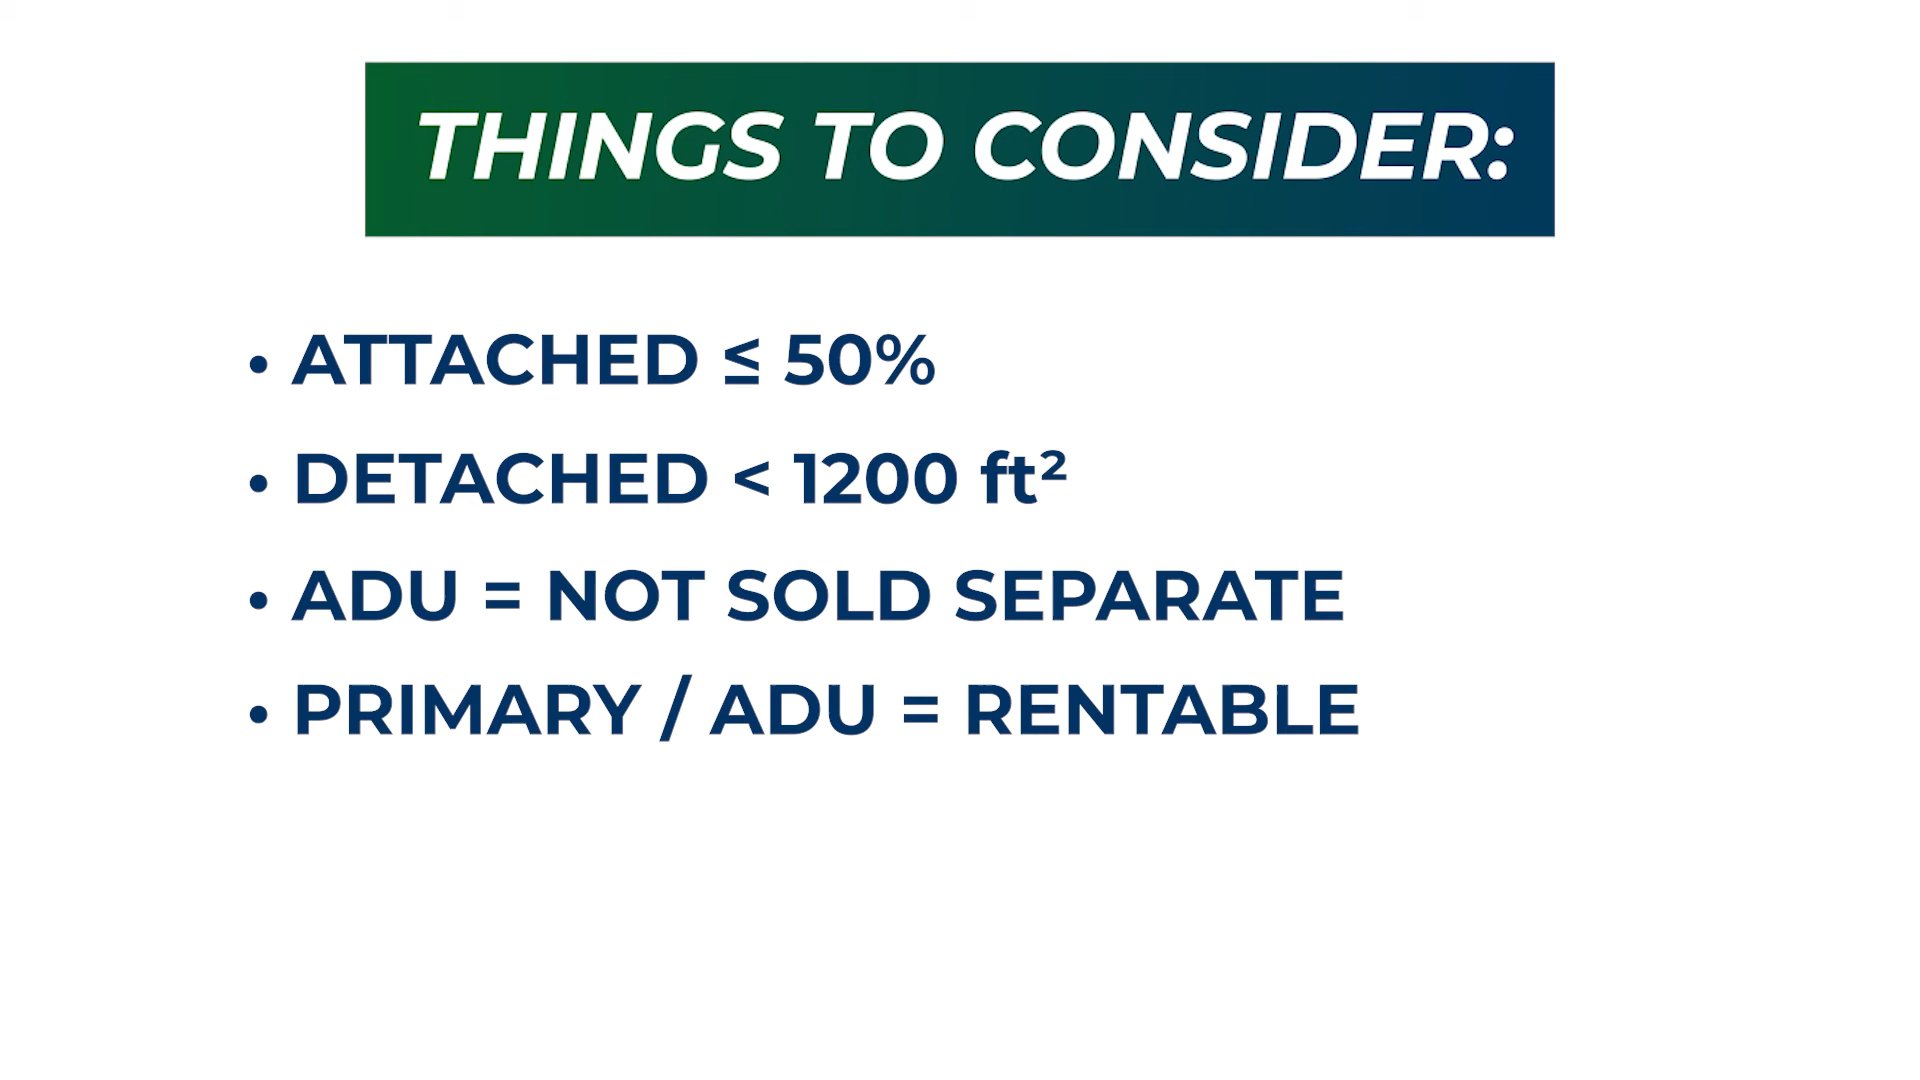 THINGS TO CONSIDER:
• ATTACHED ≤ 50%
• DETACHED < 1200 ft²
• ADU = NOT SOLD SEPARATE
• PRIMARY / ADU = RENTABLE